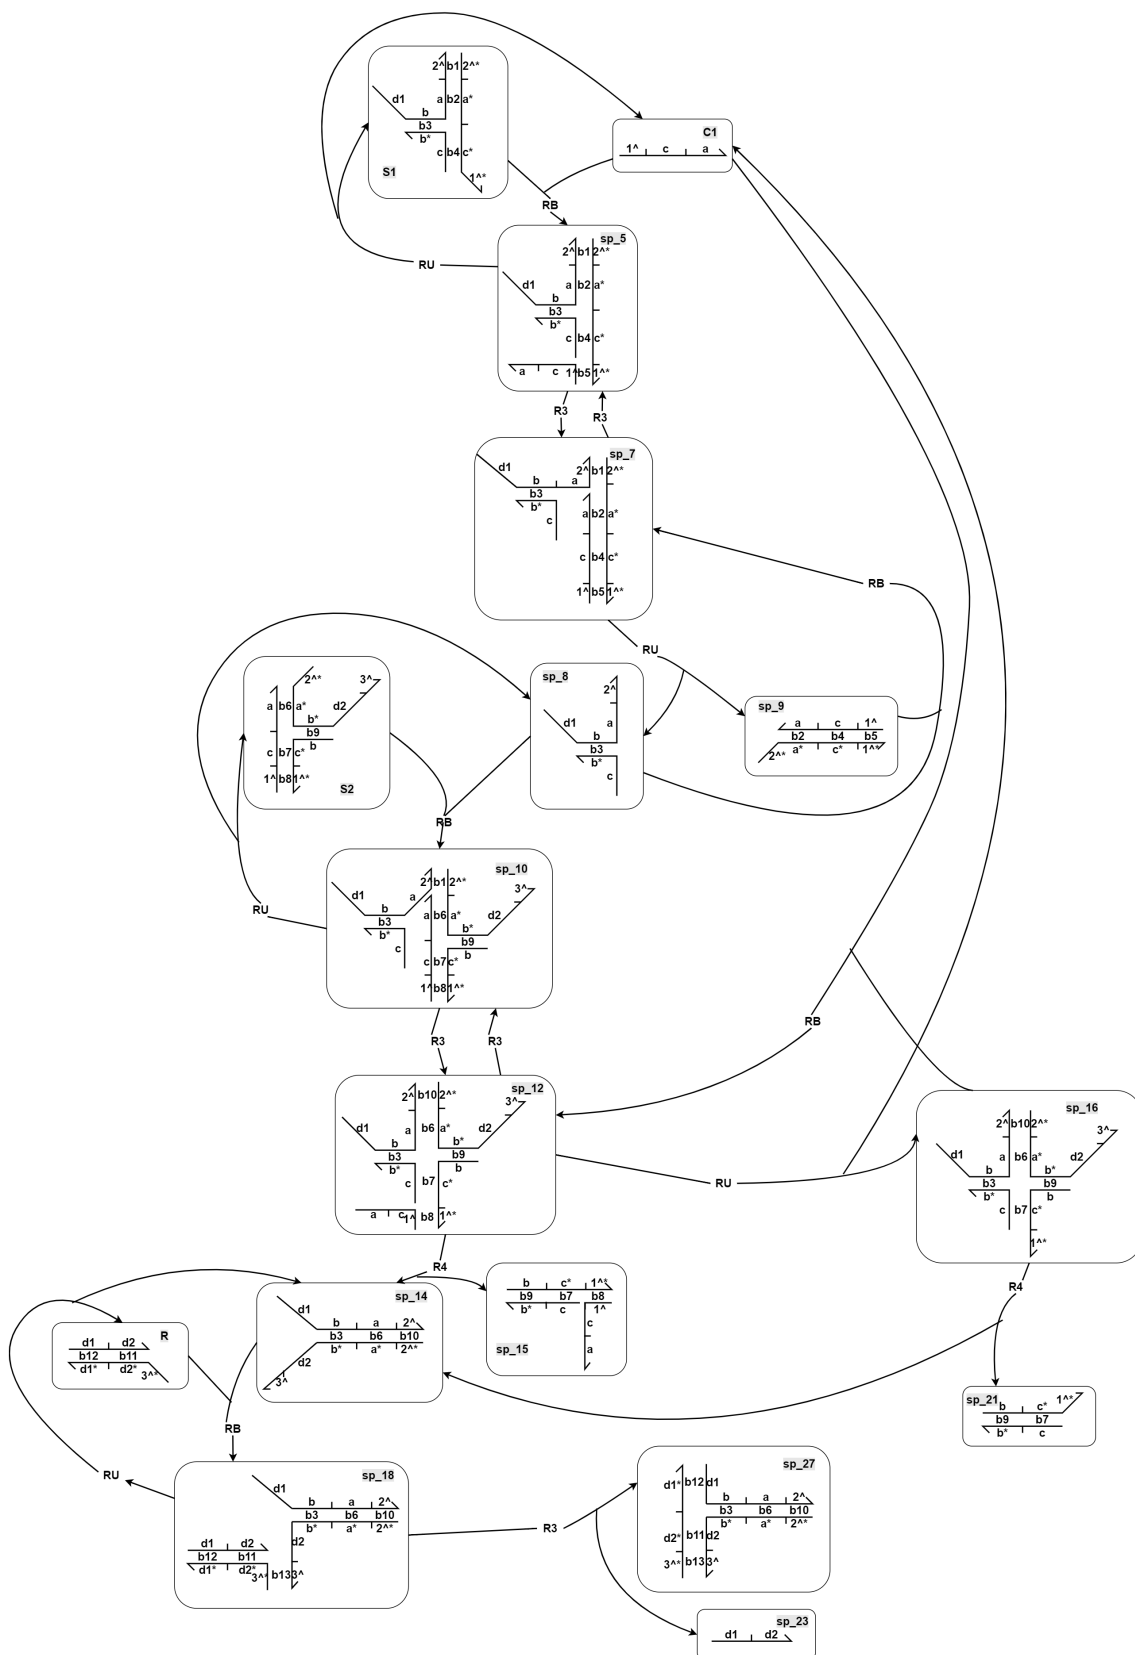 2^ b1 2^*
d1 a b2 a*
b
b3
b* c b4 c*
S1 1^*
C1
1^ c a
RB
sp_5
2^ b1 2^*
d1 a b2 a*
b
b3
b* c b4 c*
a c 1^ b5 1^*
RU
R3 R3
sp_7
d1 2^ b1 2^*
b a
b3
b* c a b2 a*
c b4 c*
1^ b5 1^*
RB
RU
sp_8
2^
d1 a
b
b3
b*
c
sp_9
a c 1^
b2 b4 b5
2^* a* c* 1^*
2^* 3^
a b6 a* d2
b*
b9
c b7 c* b
1^ b8 1^*
S2
RB
sp_10
2^ b1 2^* 3^
d1 a
b a b6 a* d2
b3 b*
b* b9
c c b7 c* b
1^ b8 1^*
RU
RB
R3 R3
sp_12
2^ b10 2^* 3^
d1 a b6 a* d2
b b*
b3 b9
b* b
c b7 c*
a c 1^ b8 1^*
RU
sp_16
2^ b10 2^* 3^
d1 a b6 a* d2
b b*
b3 b9
b* b
c b7 c*
1^*
R4
R4
sp_14
d1
b a 2^
b3 b6 b10
b* a* 2^*
d2
3^
b c* 1^*
b9 b7 b8
b* c 1^
c
sp_15
a
R
d1 d2
b12 b11
d1* d2*
3^*
sp_21
b c* 1^*
b9 b7
b* c
RB
RU
sp_18
d1
b a 2^
b3 b6 b10
b* a* 2^*
d1 d2 d2
b12 b11
d1* d2*
3^* b13 3^
R3
sp_27
d1* b12 d1
b a 2^
b3 b6 b10
b* a* 2^*
d2* b11 d2
3^* b13 3^
sp_23
d1 d2